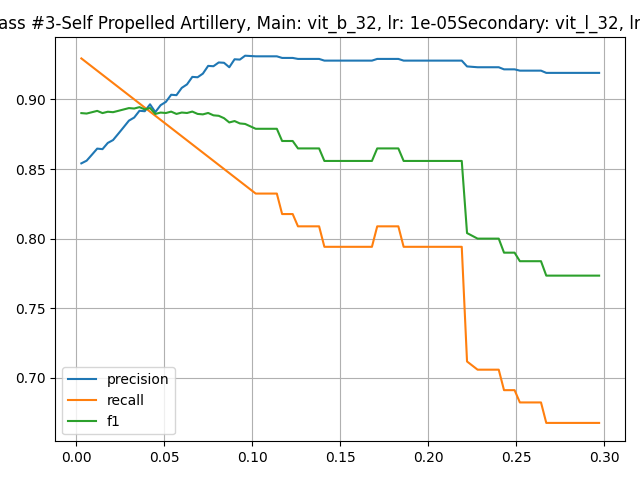 ass #3-Self Propelled Artillery, Main: vit_b_32, lr: 1e-05Secondary: vit_l_32, lr
0.90
0.85
0.80
0.75
0.70
precision
recall
f1
0.00 0.05 0.10 0.15 0.20 0.25 0.30